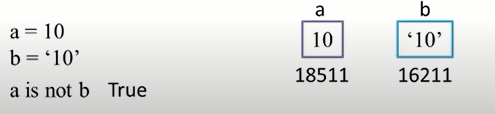 a = 10
b = ‘10’
a is not b True
a b
10 ‘10’
18511 16211